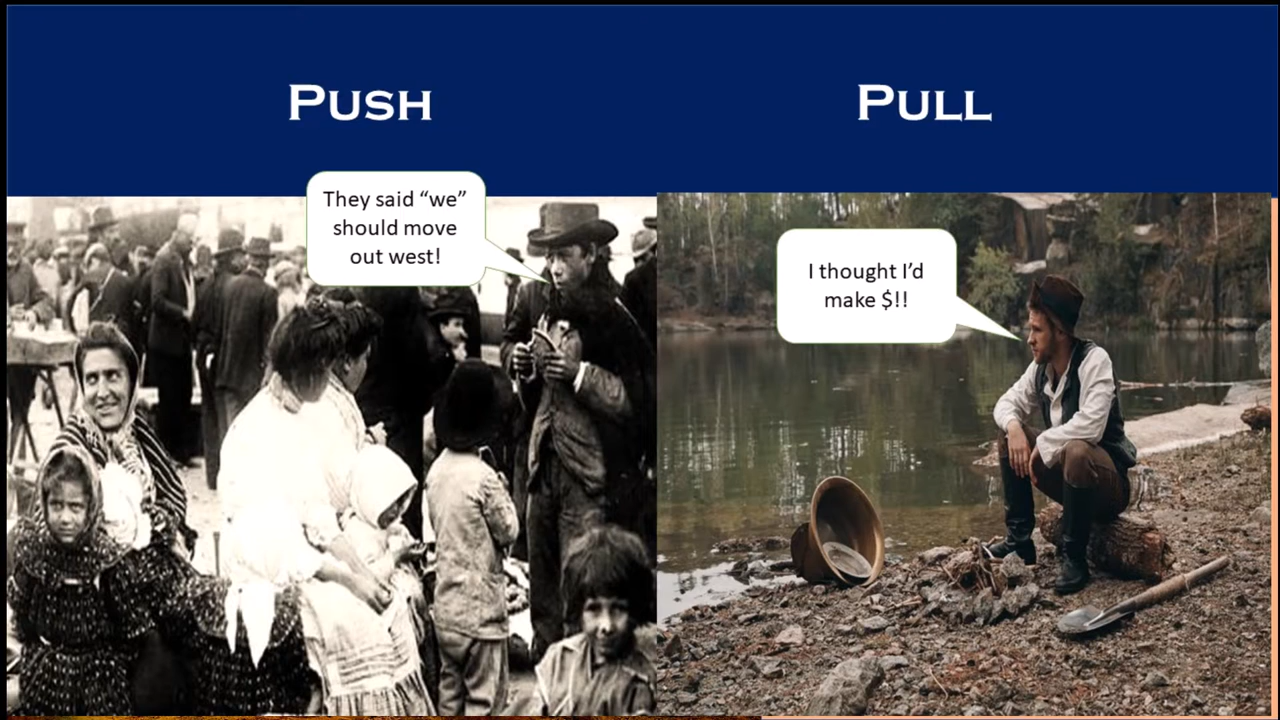 PUSH
PULL
They said “we”
should move
out west!
I thought I’d
make $!!